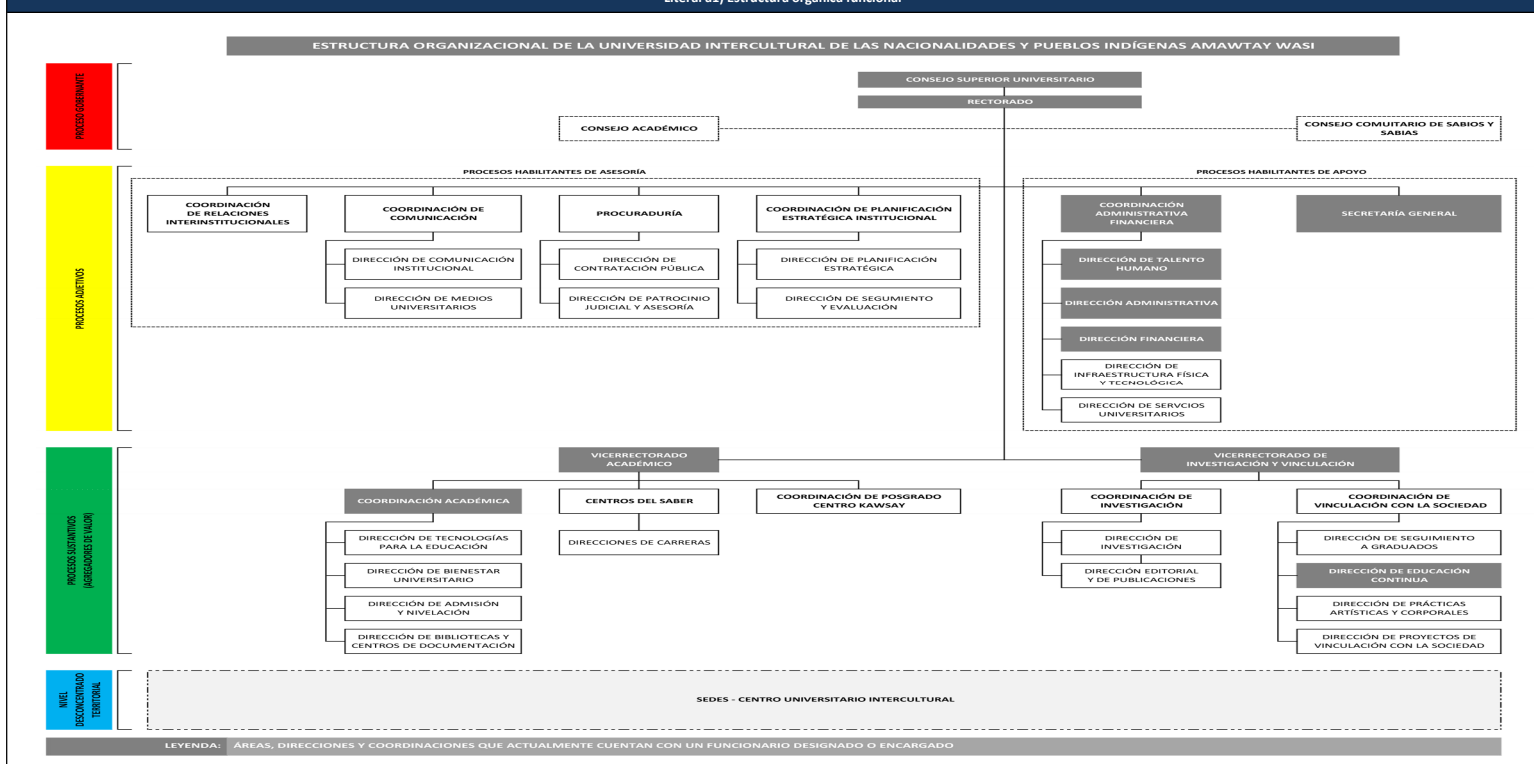 Literal a1) Estructura orgánica funcional
ESTRUCTURA ORGANIZACIONAL DE LA UNIVERSIDAD INTERCULTURAL DE LAS NACIONALIDADES Y PUEBLOS INDÍGENAS AMAWTAY WASI
PROCESO GOBERNANTE
CONSEJO SUPERIOR UNIVERSITARIO
RECTORADO
CONSEJO ACADÉMICO
CONSEJO COMUITARIO DE SABIOS Y
SABIAS
PROCESOS ADJETIVOS
PROCESOS HABILITANTES DE ASESORÍA
COORDINACIÓN
DE RELACIONES
INTERINSTITUCIONALES
COORDINACIÓN DE
COMUNICACIÓN
DIRECCIÓN DE COMUNICACIÓN
INSTITUCIONAL
DIRECCIÓN DE MEDIOS
UNIVERSITARIOS
PROCURADURÍA
DIRECCIÓN DE
CONTRATACIÓN PÚBLICA
DIRECCIÓN DE PATROCINIO
JUDICIAL Y ASESORÍA
COORDINACIÓN DE PLANIFICACIÓN
ESTRATÉGICA INSTITUCIONAL
DIRECCIÓN DE PLANIFICACIÓN
ESTRATÉGICA
DIRECCIÓN DE SEGUMIENTO
Y EVALUACIÓN
PROCESOS HABILITANTES DE APOYO
COORDINACIÓN
ADMINISTRATIVA
FINANCIERA
DIRECCIÓN DE TALENTO
HUMANO
DIRECCIÓN ADMINISTRATIVA
DIRECCIÓN FINANCIERA
DIRECCIÓN DE
INFRAESTRUCTURA FÍSICA
Y TECNOLÓGICA
DIRECCIÓN DE SERVCIOS
UNIVERSITARIOS
SECRETARÍA GENERAL
PROCESOS SUSTANTIVOS
(AGREGADORES DE VALOR)
VICERRECTORADO
ACADÉMICO
COORDINACIÓN ACADÉMICA
DIRECCIÓN DE TECNOLOGÍAS
PARA LA EDUCACIÓN
DIRECCIÓN DE BIENESTAR
UNIVERSITARIO
DIRECCIÓN DE ADMISIÓN
Y NIVELACIÓN
DIRECCIÓN DE BIBLIOTECAS Y
CENTROS DE DOCUMENTACIÓN
CENTROS DEL SABER
DIRECCIONES DE CARRERAS
COORDINACIÓN DE POSGRADO
CENTRO KAWSAY
VICERRECTORADO DE
INVESTIGACIÓN Y VINCULACIÓN
COORDINACIÓN DE
INVESTIGACIÓN
DIRECCIÓN DE
INVESTIGACIÓN
DIRECCIÓN EDITORIAL
Y DE PUBLICACIONES
COORDINACIÓN DE
VINCULACIÓN CON LA SOCIEDAD
DIRECCIÓN DE SEGUIMIENTO
A GRADUADOS
DIRECCIÓN DE EDUCACIÓN
CONTINUA
DIRECCIÓN DE PRÁCTICAS
ARTÍSTICAS Y CORPORALES
DIRECCIÓN DE PROYECTOS DE
VINCULACIÓN CON LA SOCIEDAD
NIVEL
DESCONCENTRADO
TERRITORIAL
SEDES - CENTRO UNIVERSITARIO INTERCULTURAL
LEYENDA: ÁREAS, DIRECCIONES Y COORDINACIONES QUE ACTUALMENTE CUENTAN CON UN FUNCIONARIO DESIGNADO O ENCARGADO